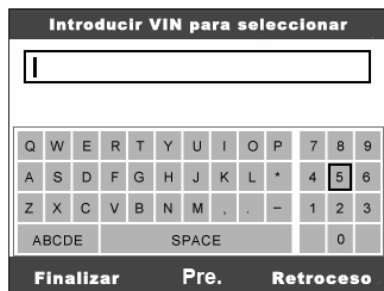 Introducir VIN para seleccionar
Q W E R T Y U I O P 7 8 9
A S D F G H J K L * 4 5 6
Z X C V B N M , . - 1 2 3
ABCDE SPACE 0
Finalizar Pre. Retroceso